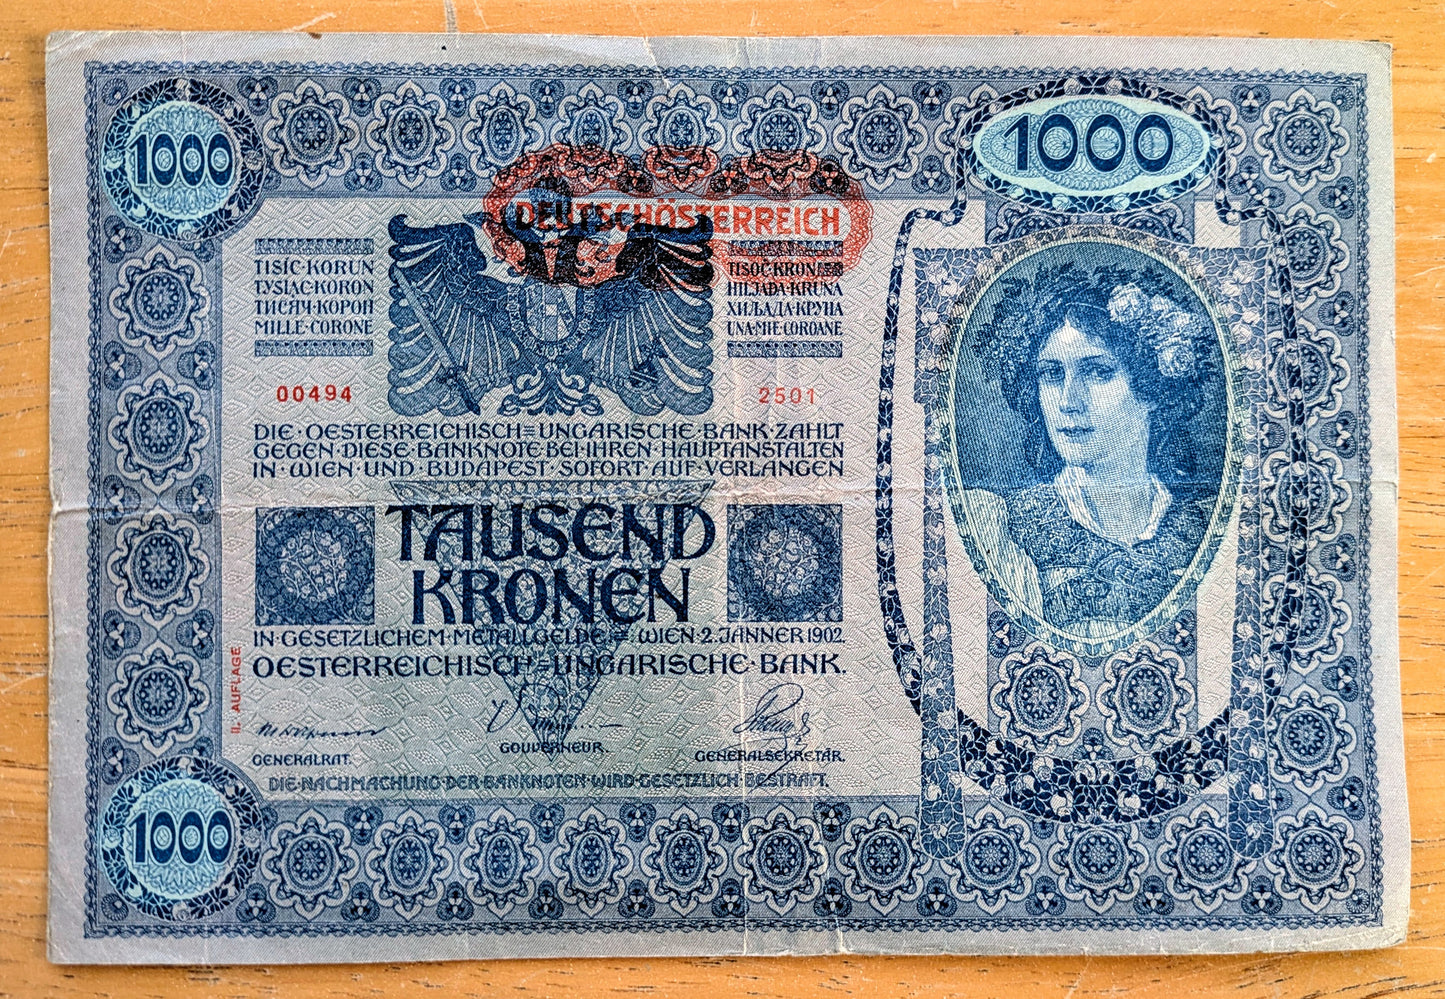 1000
1000
DEUTSCHÖSTERREICH
TISÍC·KORUN
TYSIĄC·KORON
ТИСЯЧ·КОРОН
MILLE·CORONE
TISOČ·KRON
HILJADA·KRUNA
ХИЉАДА·КРУНА
UNA·MIE·COROANE
00494
2501
DIE·OESTERREICHISCH=UNGARISCHE·BANK·ZAHLT
GEGEN·DIESE·BANKNOTE·BEI·IHREN·HAUPTANSTALTEN
IN·WIEN·UND·BUDAPEST·SOFORT·AUF·VERLANGEN
TAUSEND
KRONEN
IN·GESETZLICHEM·METALLGELDE.=WIEN·2.JÄNNER 1902.
OESTERREICHISCH=UNGARISCHE·BANK.
II. AUFLAGE
GENERALRAT.
GOUVERNEUR.
GENERALSEKRETÄR.
DIE·NACHMACHUNG·DER·BANKNOTEN·WIRD·GESETZLICH·BESTRAFT.
1000